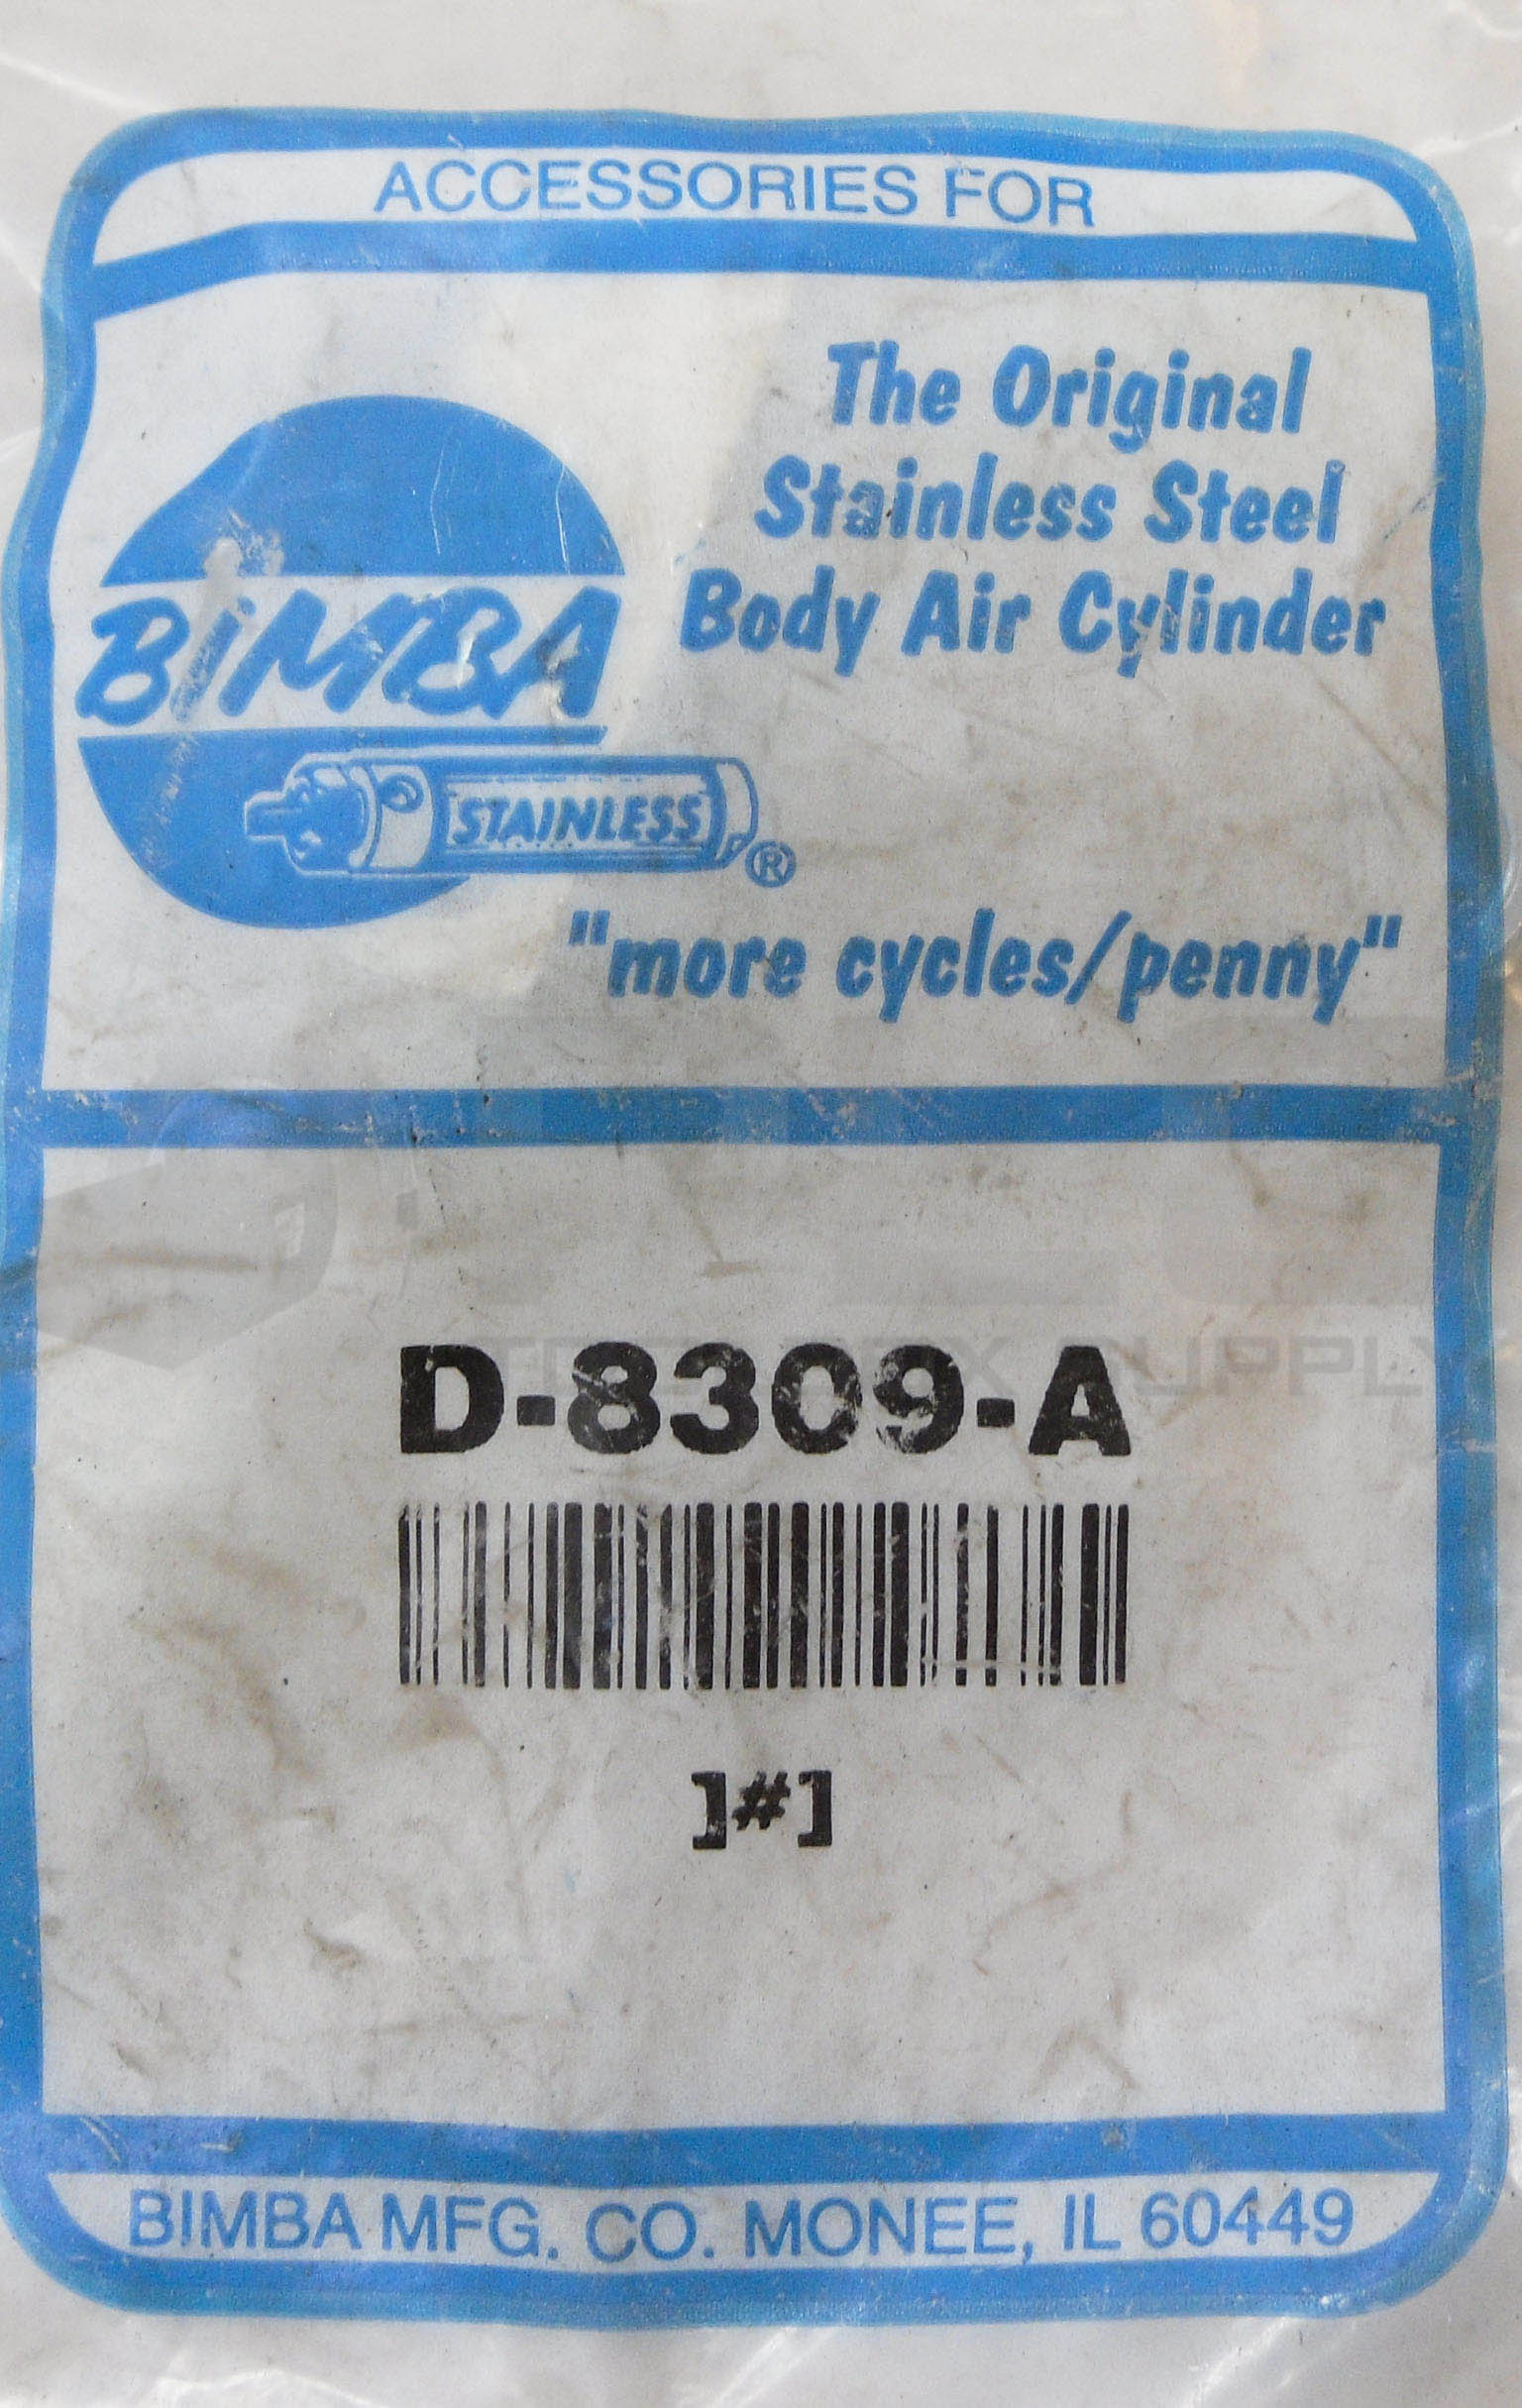 ACCESSORIES FOR
The Original
Stainless Steel
Body Air Cylinder
BiMBA
STAINLESS
®
"more cycles/penny"
D-8309-A
]#]
BIMBA MFG. CO. MONEE, IL 60449
SUPPLY